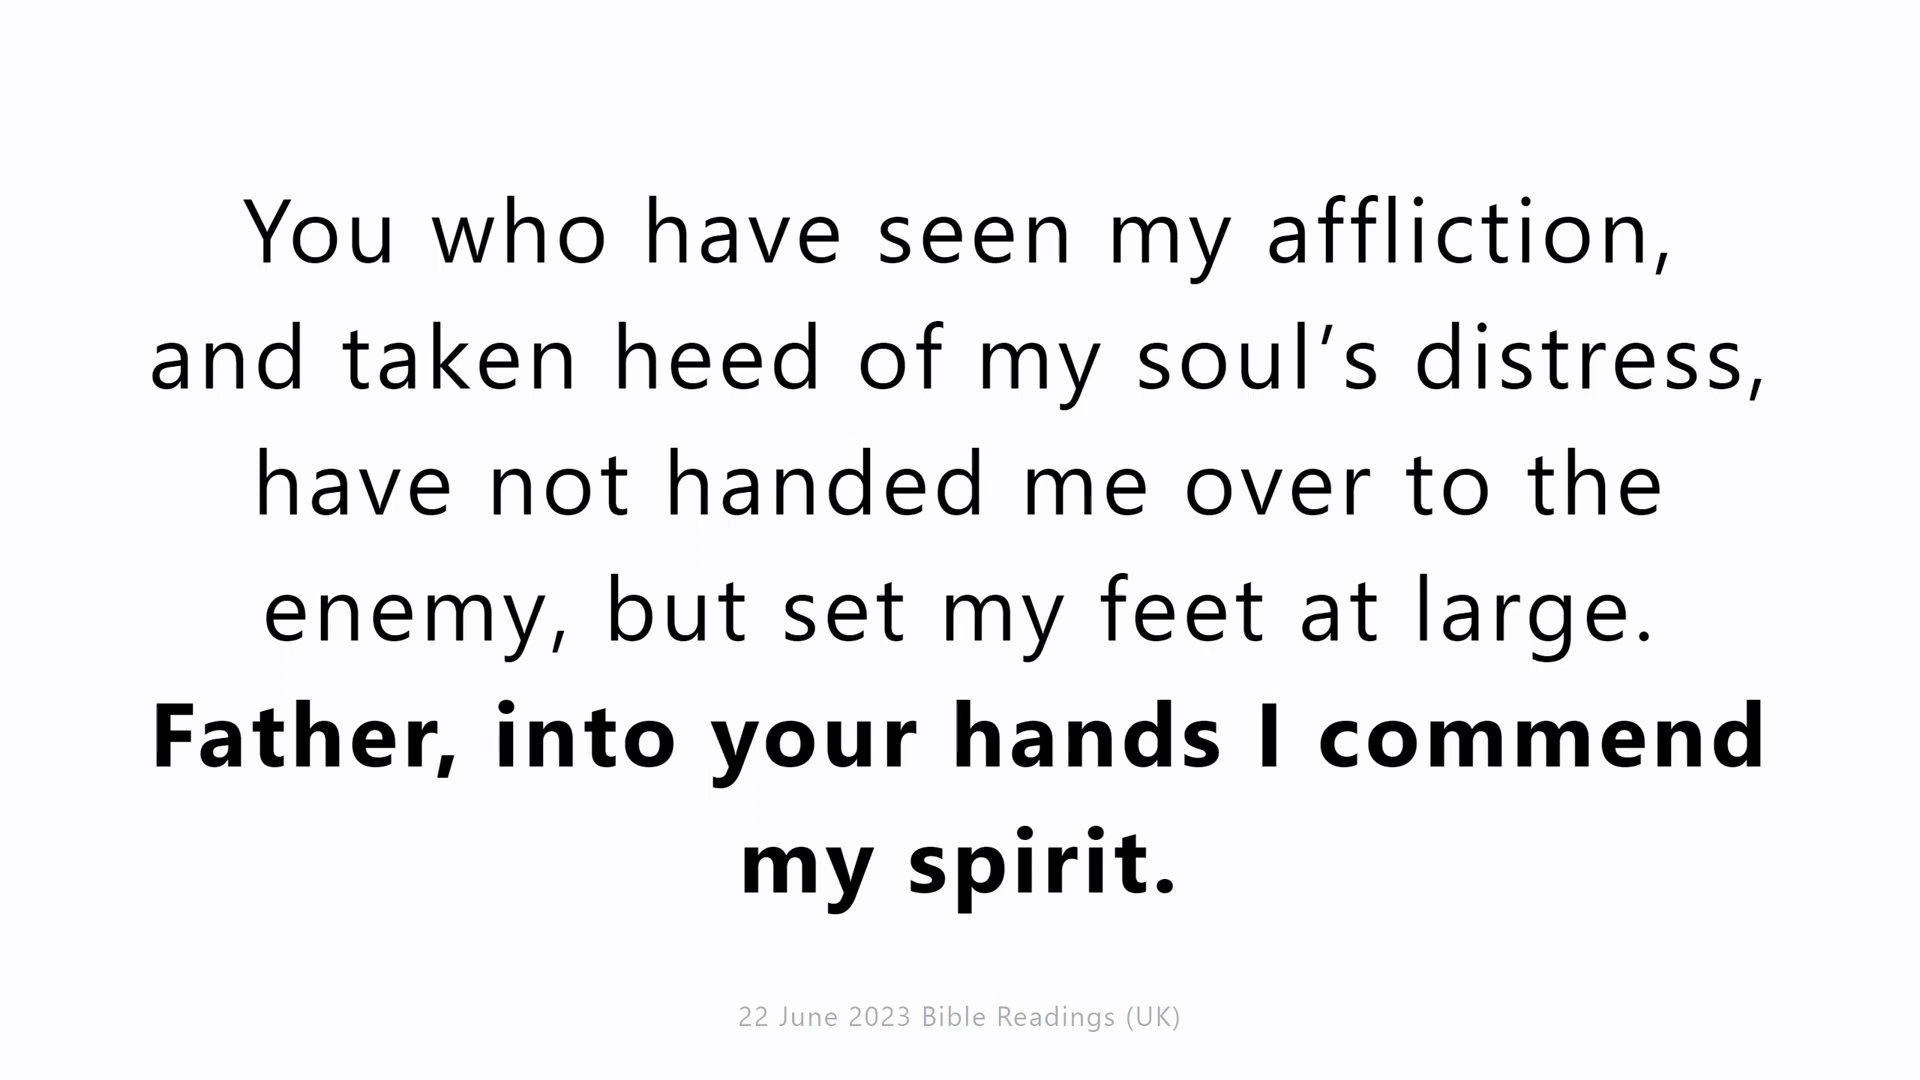 You who have seen my affliction,
and taken heed of my soul’s distress,
have not handed me over to the
enemy, but set my feet at large.
Father, into your hands I commend
my spirit.
22 June 2023 Bible Readings (UK)